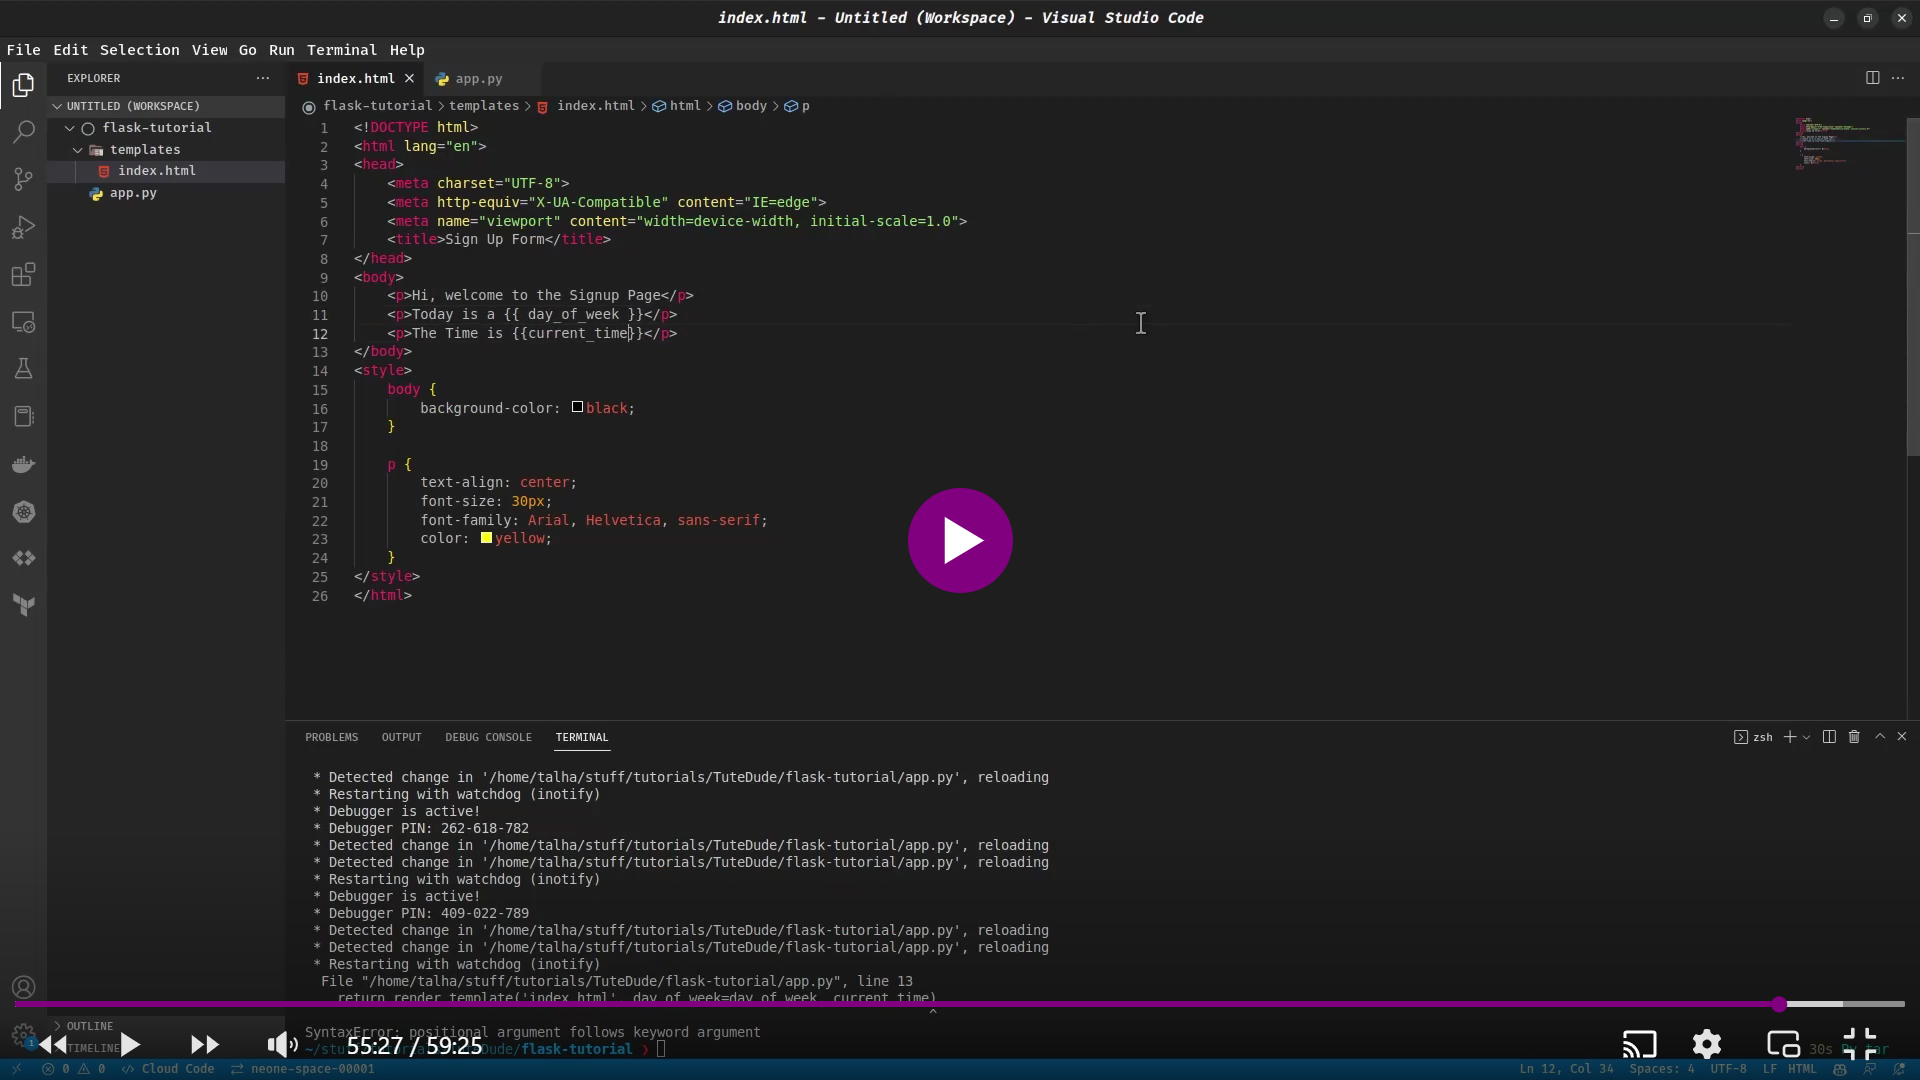 index.html - Untitled (Workspace) - Visual Studio Code
File Edit Selection View Go Run Terminal Help
EXPLORER
UNTITLED (WORKSPACE)
flask-tutorial
templates
index.html
app.py
OUTLINE
TIMELINE
index.html app.py
flask-tutorial > templates > index.html > html > body > p
1 <!DOCTYPE html>
2 <html lang="en">
3 <head>
4 <meta charset="UTF-8">
5 <meta http-equiv="X-UA-Compatible" content="IE=edge">
6 <meta name="viewport" content="width=device-width, initial-scale=1.0">
7 <title>Sign Up Form</title>
8 </head>
9 <body>
10 <p>Hi, welcome to the Signup Page</p>
11 <p>Today is a {{ day_of_week }}</p>
12 <p>The Time is {{current_time}}</p>
13 </body>
14 <style>
15 body {
16 background-color: black;
17 }
18
19 p {
20 text-align: center;
21 font-size: 30px;
22 font-family: Arial, Helvetica, sans-serif;
23 color: yellow;
24 }
25 </style>
26 </html>
PROBLEMS OUTPUT DEBUG CONSOLE TERMINAL
zsh
* Detected change in '/home/talha/stuff/tutorials/TuteDude/flask-tutorial/app.py', reloading
* Restarting with watchdog (inotify)
* Debugger is active!
* Debugger PIN: 262-618-782
* Detected change in '/home/talha/stuff/tutorials/TuteDude/flask-tutorial/app.py', reloading
* Detected change in '/home/talha/stuff/tutorials/TuteDude/flask-tutorial/app.py', reloading
* Restarting with watchdog (inotify)
* Debugger is active!
* Debugger PIN: 409-022-789
* Detected change in '/home/talha/stuff/tutorials/TuteDude/flask-tutorial/app.py', reloading
* Detected change in '/home/talha/stuff/tutorials/TuteDude/flask-tutorial/app.py', reloading
* Restarting with watchdog (inotify)
File "/home/talha/stuff/tutorials/TuteDude/flask-tutorial/app.py", line 13
return render_template('index.html', day_of_week=day_of_week, current_time)
^
SyntaxError: positional argument follows keyword argument
flask-tutorial
30s
55:27 / 59:25
1
0 0 Cloud Code neone-space-00001
Ln 12, Col 34 Spaces: 4 UTF-8 LF HTML